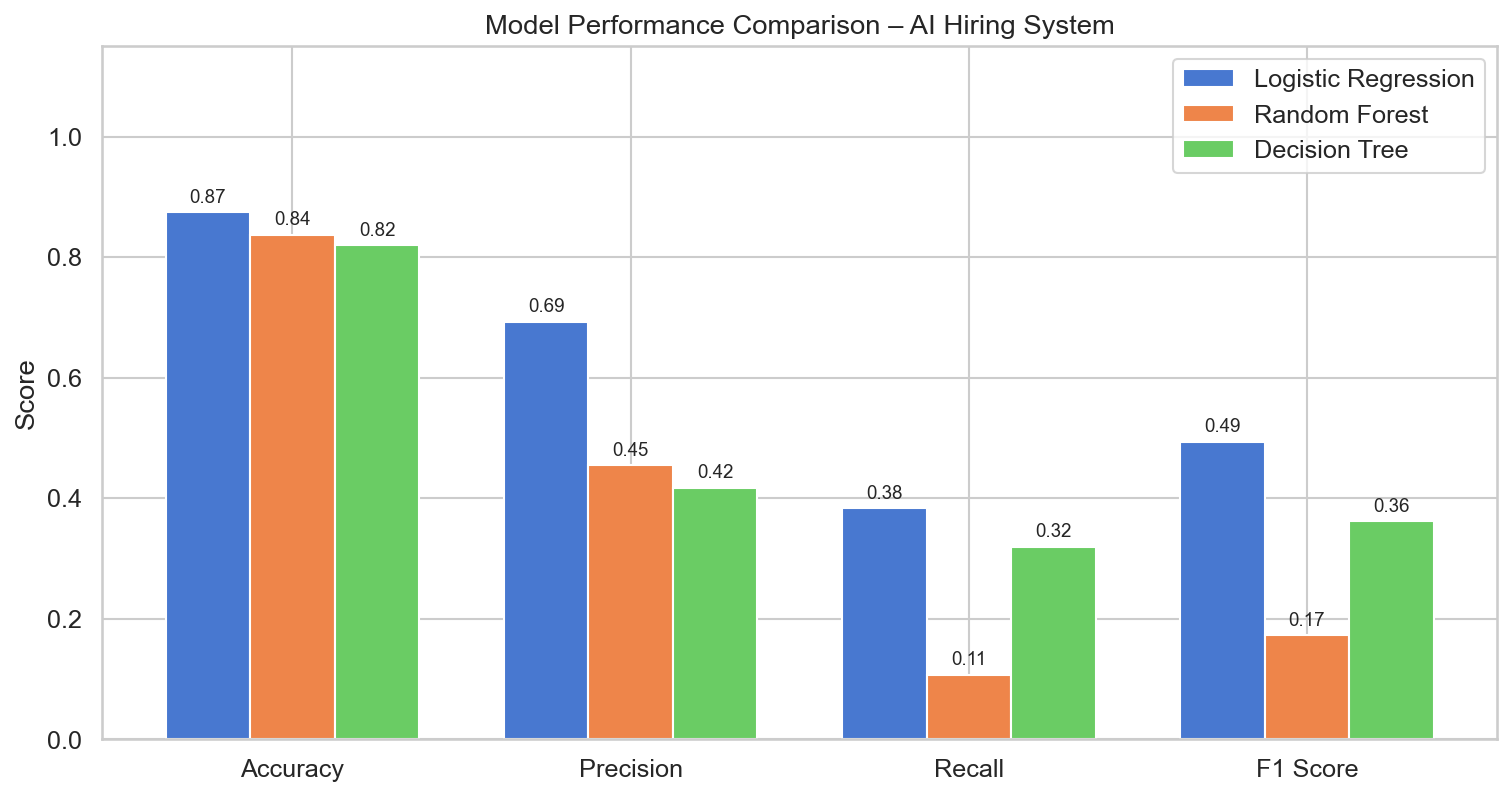 Model Performance Comparison – AI Hiring System
Logistic Regression
Random Forest
Decision Tree
Score
1.0
0.8
0.6
0.4
0.2
0.0
0.87
0.84
0.82
0.69
0.45
0.42
0.38
0.11
0.32
0.49
0.17
0.36
Accuracy
Precision
Recall
F1 Score